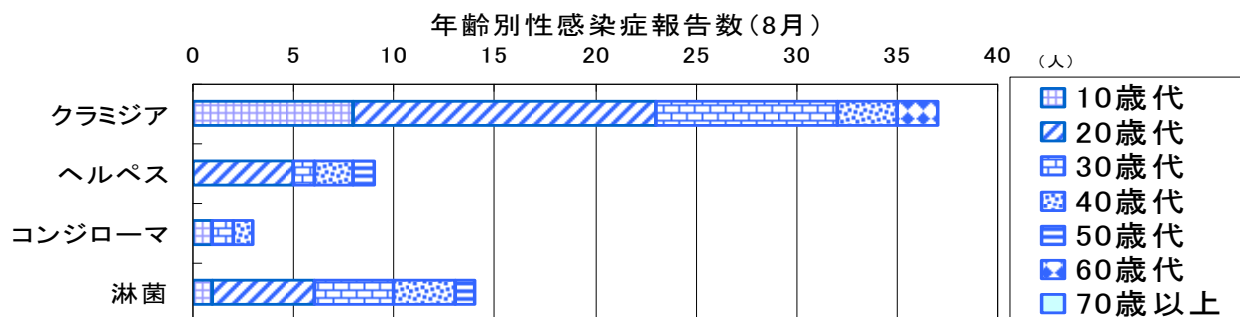 年齢別性感染症報告数(8月)
0 5 10 15 20 25 30 35 40
(人)
クラミジア
ヘルペス
コンジローマ
淋菌
10歳代
20歳代
30歳代
40歳代
50歳代
60歳代
70歳以上